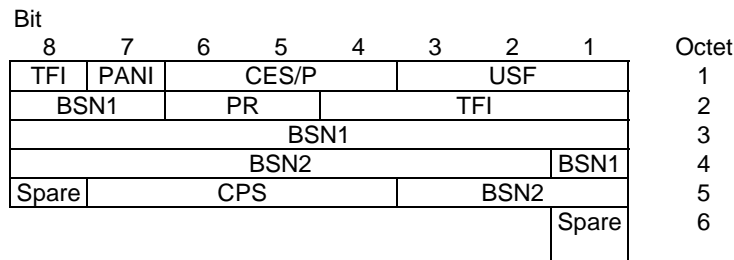 Bit
8 7 6 5 4 3 2 1 Octet
TFI PANI CES/P USF 1
BSN1 PR TFI 2
BSN1 3
BSN2 BSN1 4
Spare CPS BSN2 5
Spare 6